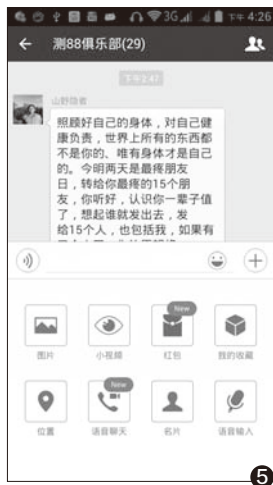 3G 下午 4:26
测88俱乐部(29)
下午2:47
山野隐者
照顾好自己的身体，对自己健
康负责，世界上所有的东西都
不是你的、唯有身体才是自己
的。今明两天是最疼朋友
日，转给你最疼的15个朋
友，你听好，认识你一辈子值
了，想起谁就发出去，发
给15个人，也包括我，如果有
New
图片 小视频 红包 我的收藏
New
位置 语音聊天 名片 语音输入
5